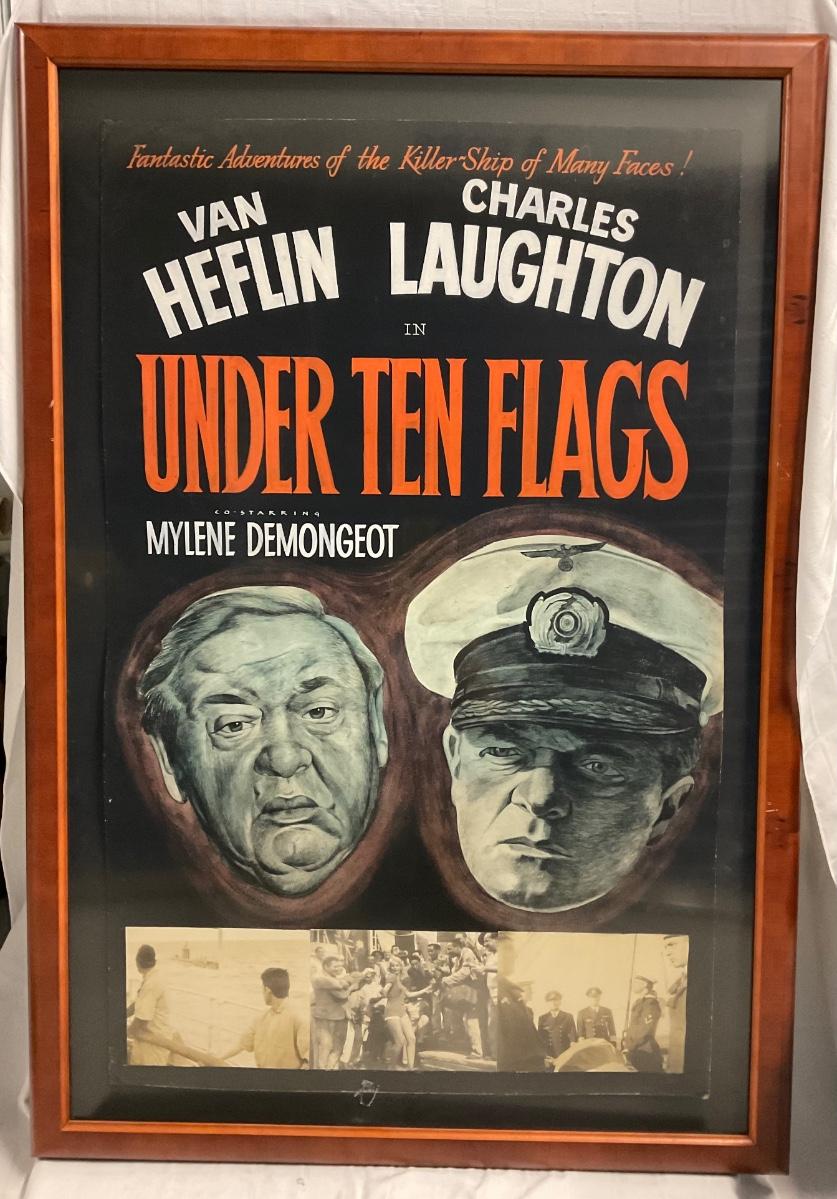 Fantastic Adventures of the Killer-Ship of Many Faces!
VAN HEFLIN
CHARLES LAUGHTON
IN
UNDER TEN FLAGS
CO-STARRING
MYLENE DEMONGEOT